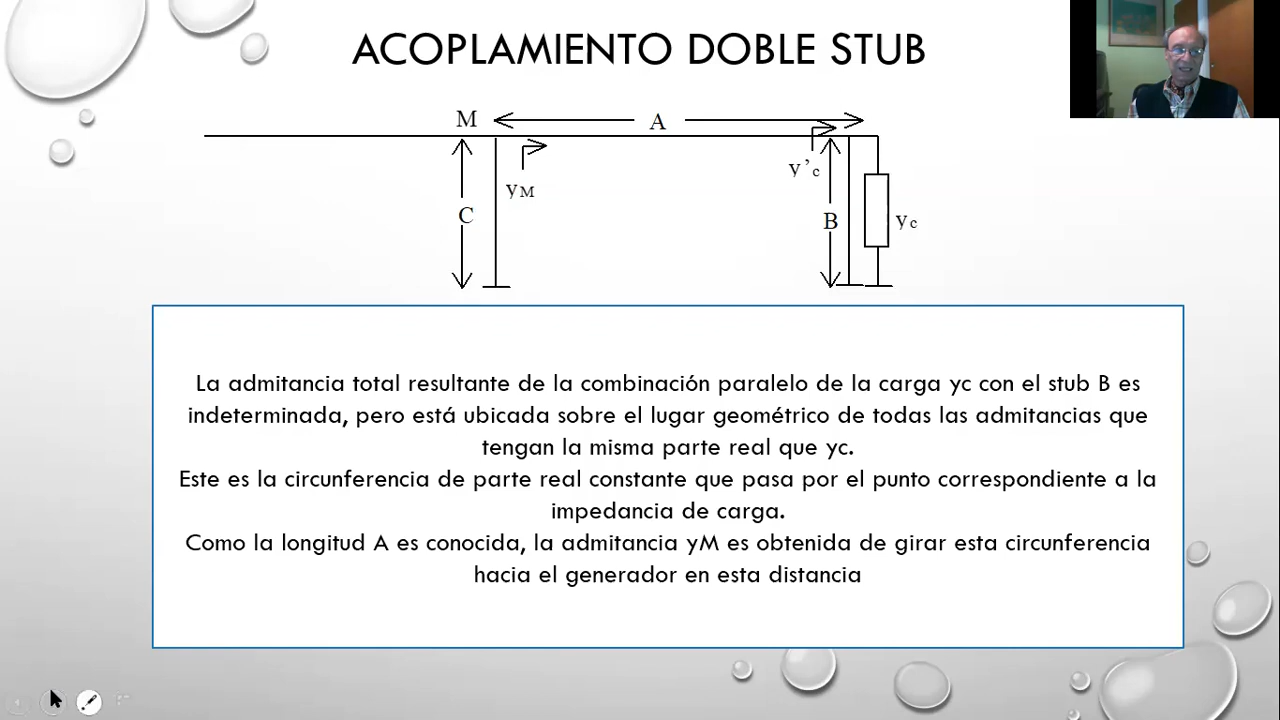 ACOPLAMIENTO DOBLE STUB
M
A
y'c
yM
C
B
yc
La admitancia total resultante de la combinación paralelo de la carga yc con el stub B es
indeterminada, pero está ubicada sobre el lugar geométrico de todas las admitancias que
tengan la misma parte real que yc.
Este es la circunferencia de parte real constante que pasa por el punto correspondiente a la
impedancia de carga.
Como la longitud A es conocida, la admitancia yM es obtenida de girar esta circunferencia
hacia el generador en esta distancia